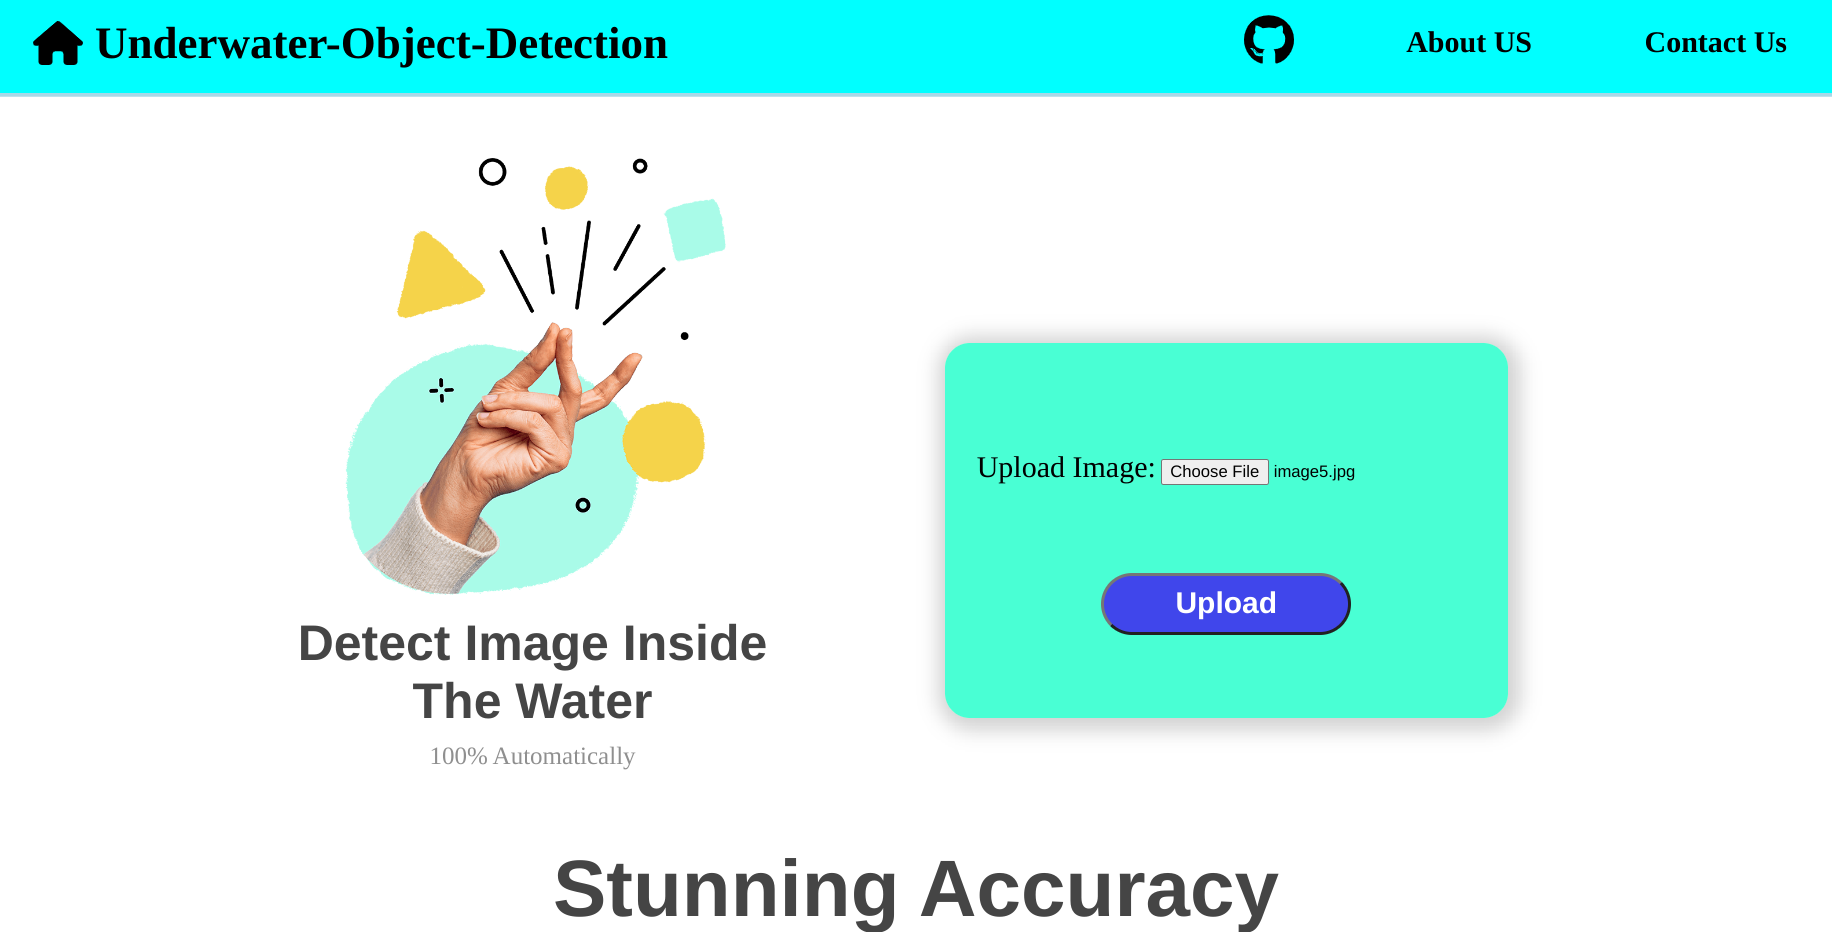 Underwater-Object-Detection
About US
Contact Us
Upload Image: Choose File image5.jpg
Upload
Detect Image Inside
The Water
100% Automatically
Stunning Accuracy